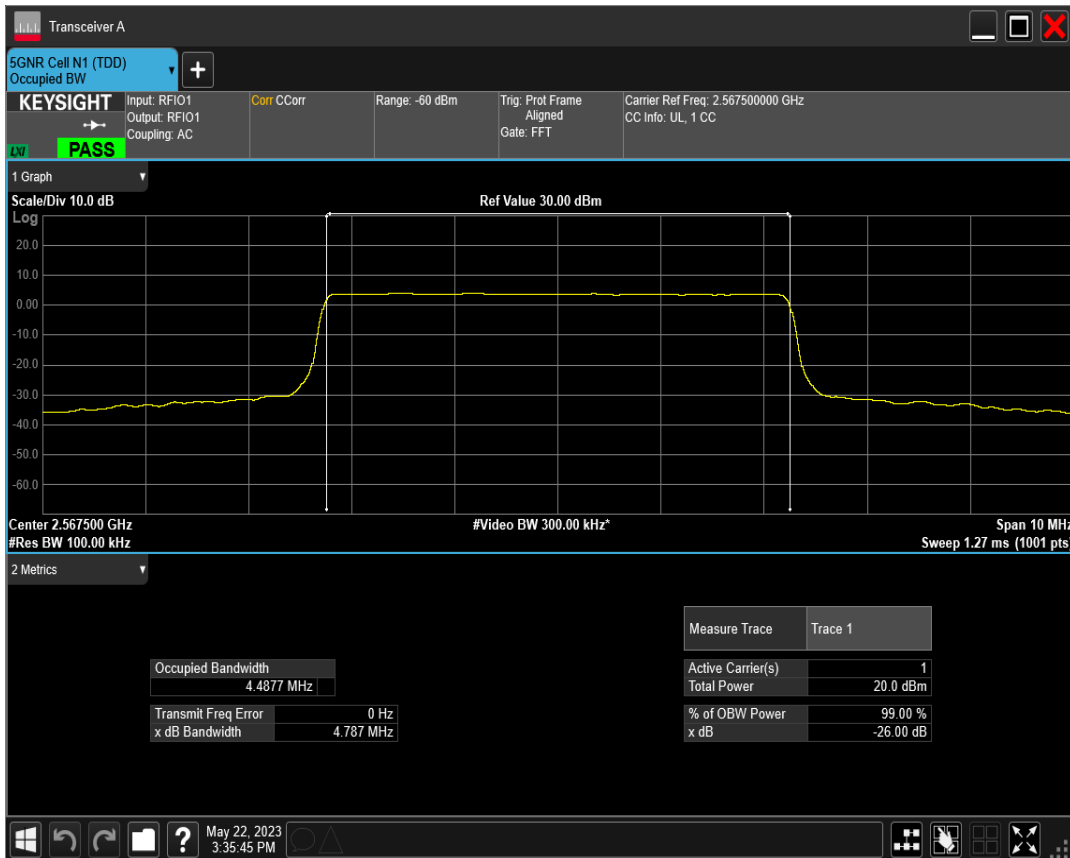 Transceiver A
5GNR Cell N1 (TDD)
Occupied BW
KEYSIGHT
LXI
PASS
Input: RFIO1
Output: RFIO1
Coupling: AC
Corr CCorr
Range: -60 dBm
Trig: Prot Frame
Aligned
Gate: FFT
Carrier Ref Freq: 2.567500000 GHz
CC Info: UL, 1 CC
1 Graph
Scale/Div 10.0 dB
Ref Value 30.00 dBm
Log
20.0
10.0
0.00
-10.0
-20.0
-30.0
-40.0
-50.0
-60.0
Center 2.567500 GHz
#Video BW 300.00 kHz*
Span 10 MHz
#Res BW 100.00 kHz
Sweep 1.27 ms (1001 pts)
2 Metrics
Measure Trace Trace 1
Occupied Bandwidth
4.4877 MHz
Active Carrier(s) 1
Total Power 20.0 dBm
Transmit Freq Error 0 Hz
x dB Bandwidth 4.787 MHz
% of OBW Power 99.00 %
x dB -26.00 dB
?
May 22, 2023
3:35:45 PM